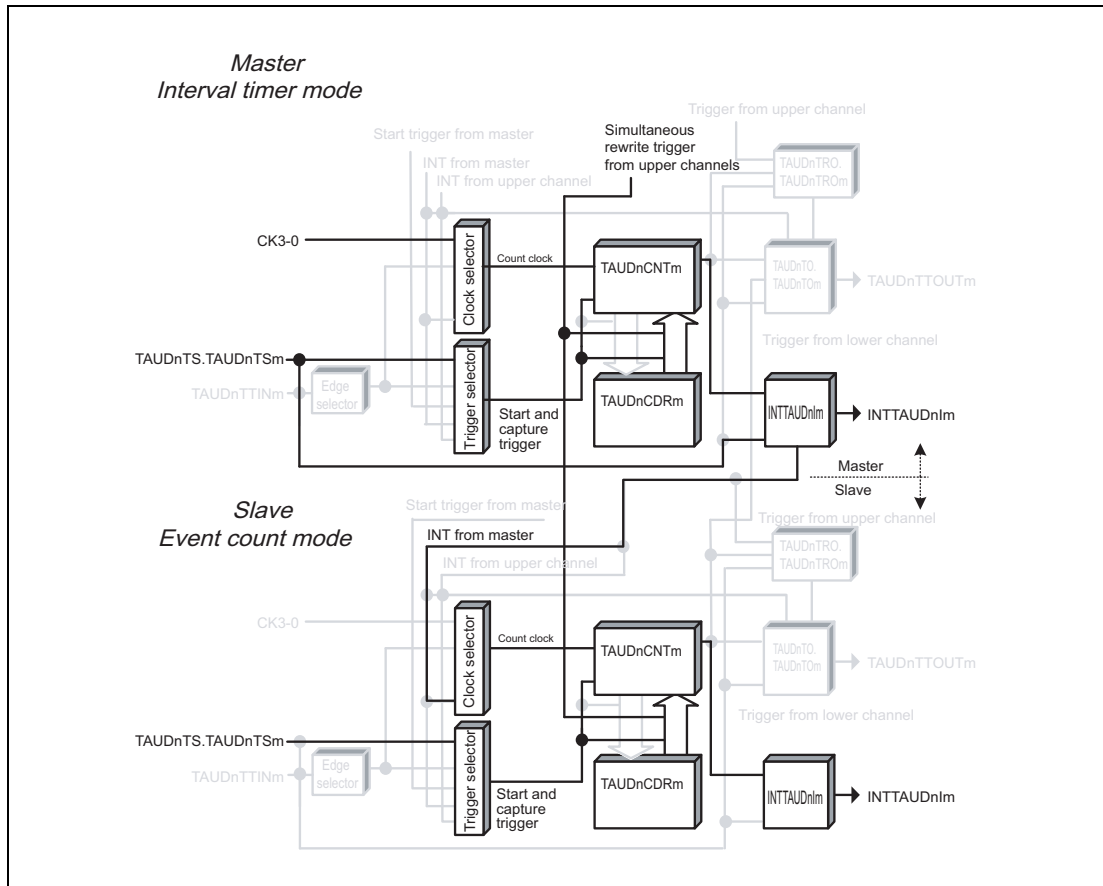 Master
Interval timer mode
Trigger from upper channel
Start trigger from master
Simultaneous
rewrite trigger
from upper channels
INT from master
INT from upper channel
TAUDnTRO.
TAUDnTROm
CK3-0
Clock selector
Count clock
TAUDnCNTm
TAUDnTO.
TAUDnTOm
TAUDnTTOUTm
Trigger from lower channel
TAUDnTS.TAUDnTSm
TAUDnTTINm
Edge
selector
Trigger selector
Start and
capture
trigger
TAUDnCDRm
INTTAUDnIm
INTTAUDnIm
Master
Slave
Slave
Event count mode
Start trigger from master
Trigger from upper channel
INT from master
INT from upper channel
TAUDnTRO.
TAUDnTROm
CK3-0
Clock selector
Count clock
TAUDnCNTm
TAUDnTO.
TAUDnTOm
TAUDnTTOUTm
Trigger from lower channel
TAUDnTS.TAUDnTSm
TAUDnTTINm
Edge
selector
Trigger selector
Start and
capture
trigger
TAUDnCDRm
INTTAUDnIm
INTTAUDnIm